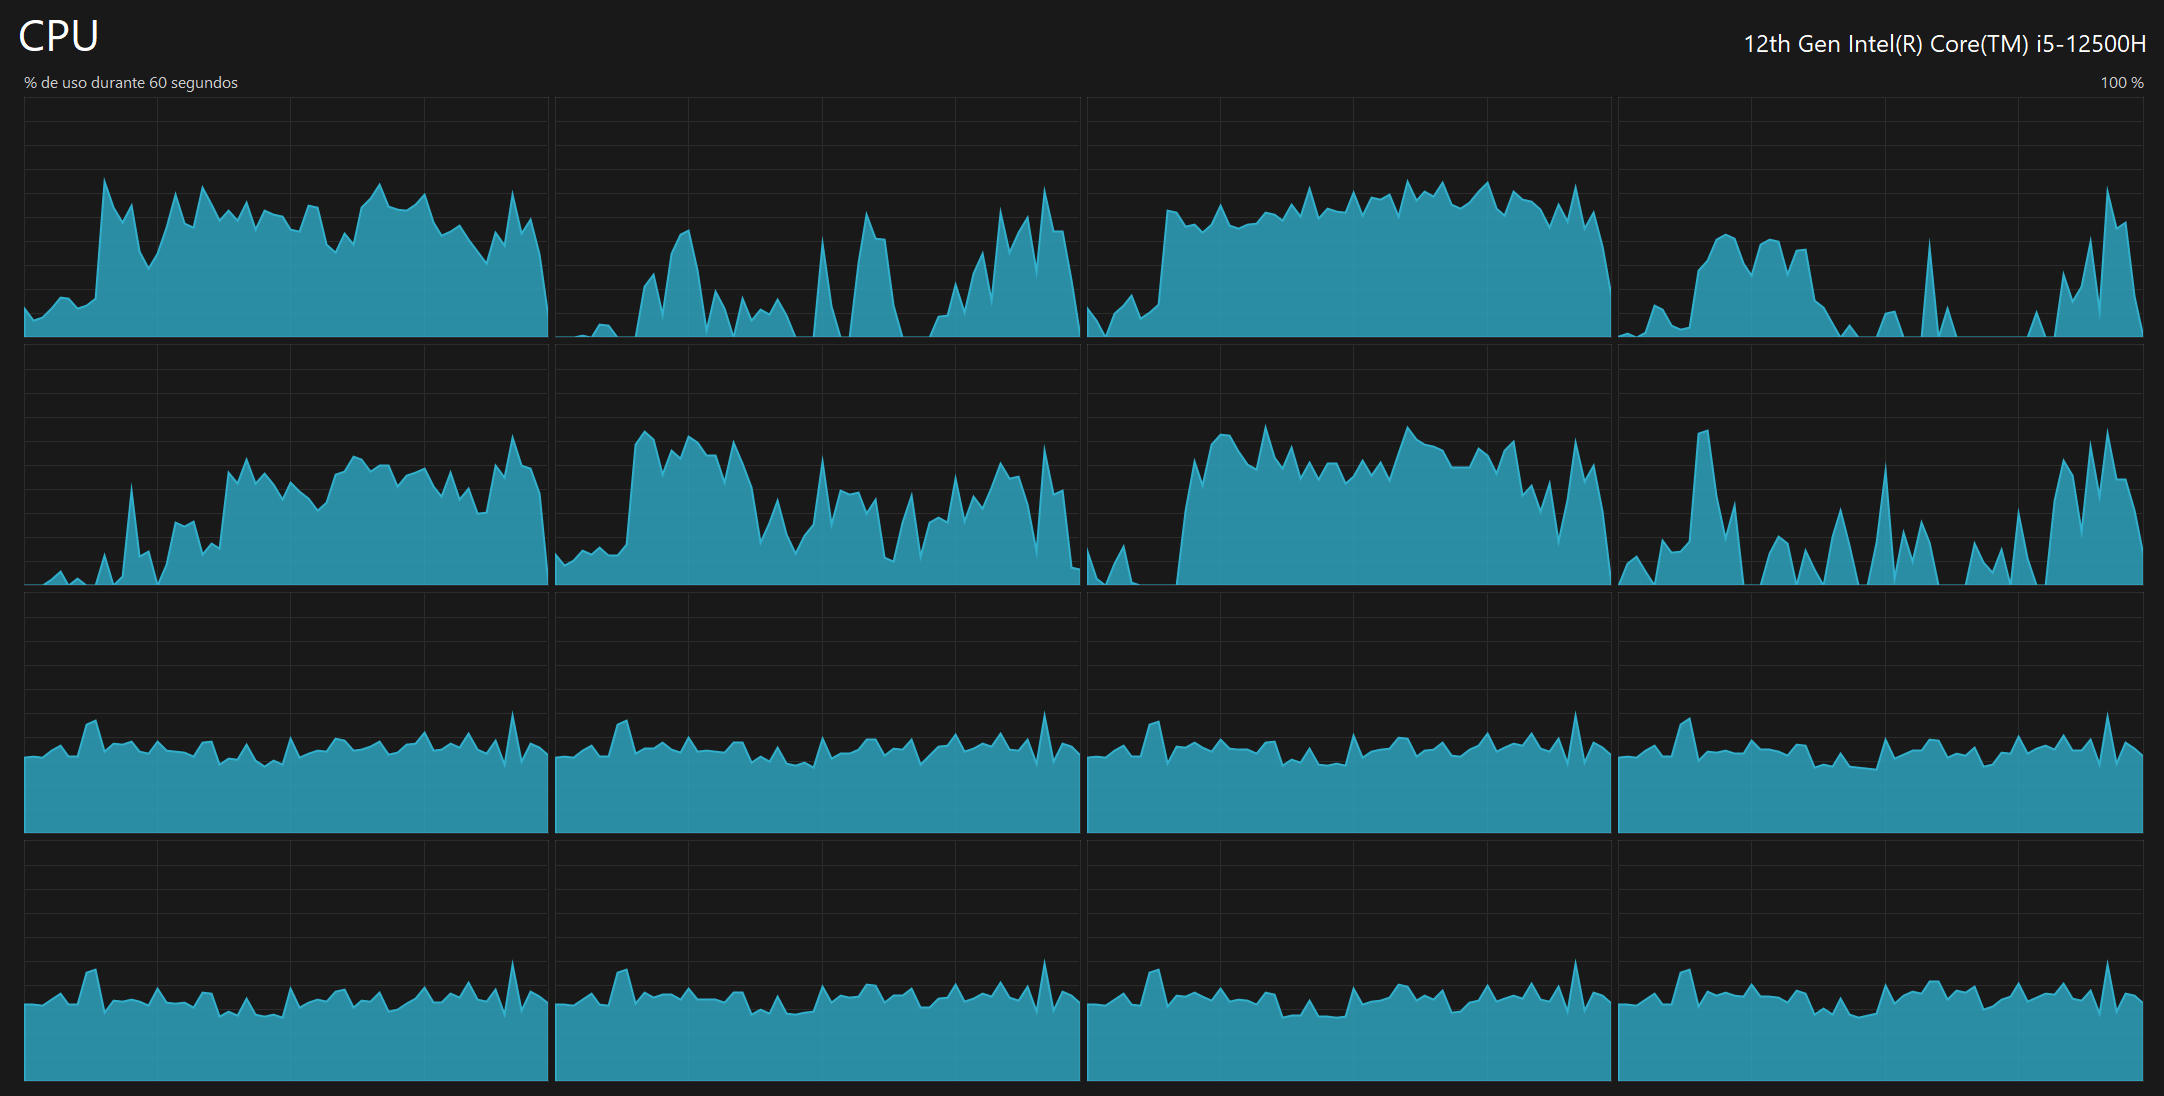 CPU
12th Gen Intel(R) Core(TM) i5-12500H
% de uso durante 60 segundos
100 %